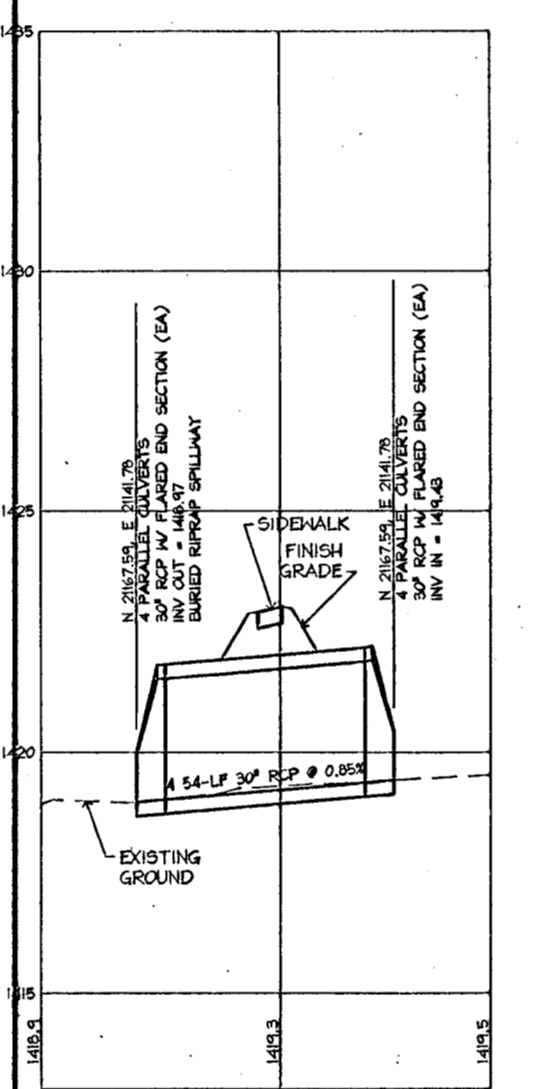 1435
1430
N 21167.59, E 21141.78
4 PARALLEL CULVERTS
30" RCP W/ FLARED END SECTION (EA)
INV OUT = 1418.97
BURIED RIPRAP SPILLWAY
N 21167.59, E 21141.78
4 PARALLEL CULVERTS
30" RCP W/ FLARED END SECTION (EA)
INV IN = 1419.43
1425
SIDEWALK
FINISH
GRADE
1420
4 54-LF 30" RCP @ 0.85%
EXISTING
GROUND
1415
1418.9
1419.3
1419.5